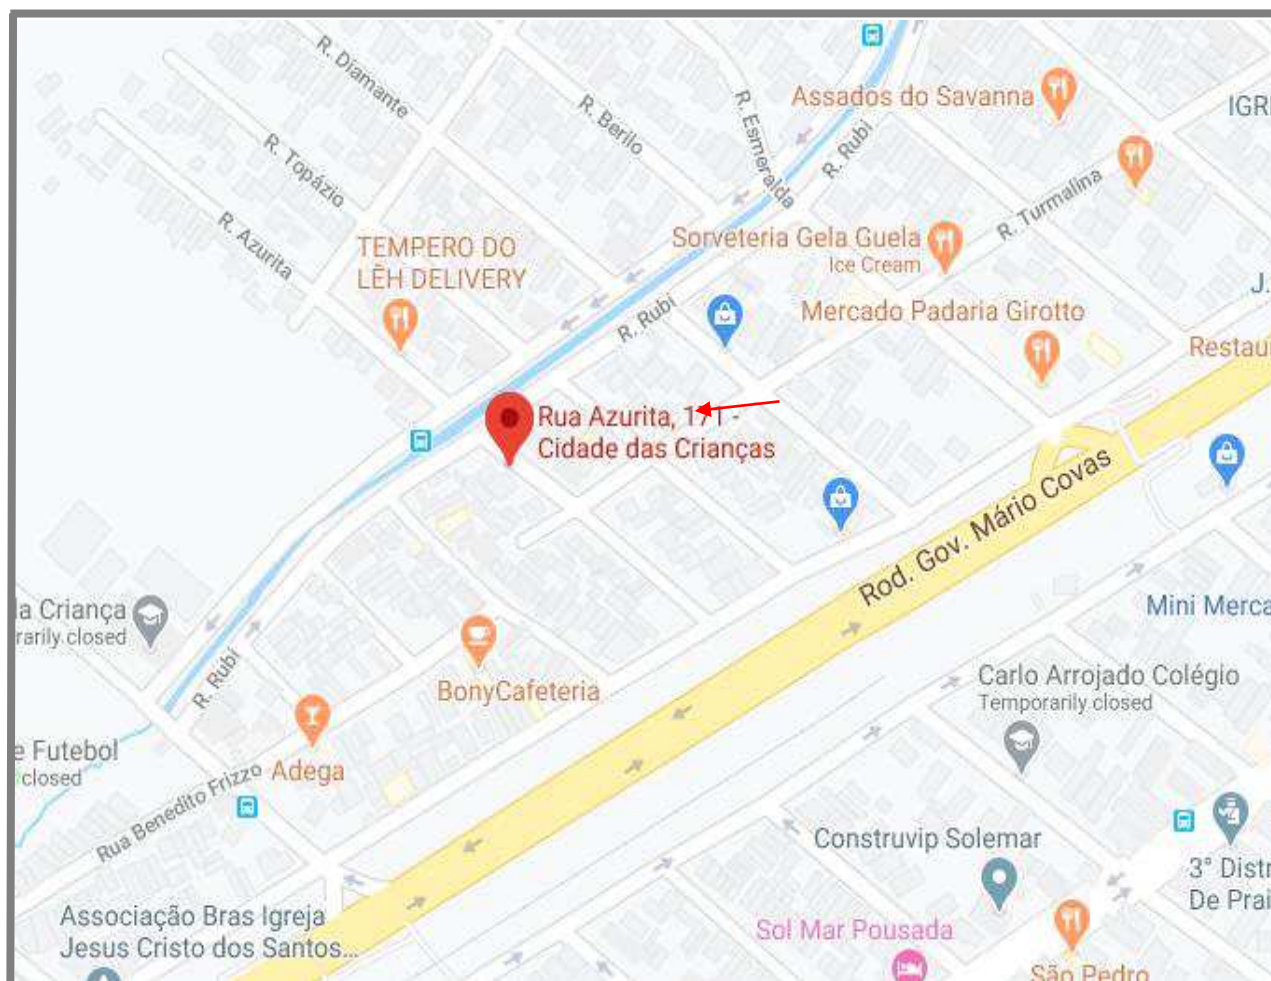 R. Diamante
R. Berilo
R. Esmeralda
Assados do Savanna
IGR
R. Topázio
R. Rubi
R. Turmalina
R. Azurita
TEMPERO DO
LĒH DELIVERY
Sorveteria Gela Guela
Ice Cream
J.
R. Rubi
Mercado Padaria Girotto
Restau
Rua Azurita, 171 -
Cidade das Crianças
Rod. Gov. Mário Covas
la Criança
rarily closed
Mini Merca
R. Rubi
BonyCafeteria
Carlo Arrojado Colégio
Temporarily closed
e Futebol
closed
Adega
Rua Benedito Frizzo
Construvip Solemar
3° Distr
De Prai
Associação Bras Igreja
Jesus Cristo dos Santos...
Sol Mar Pousada
São Pedro